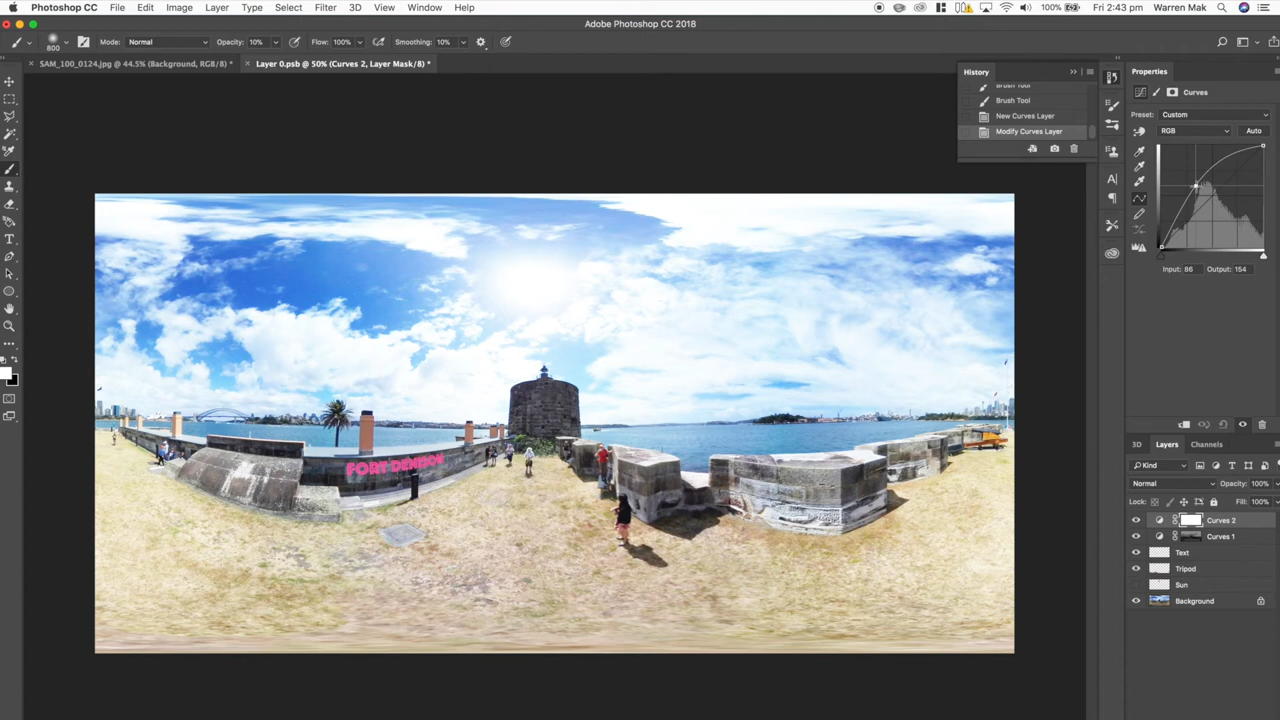 Photoshop CC File Edit Image Layer Type Select Filter 3D View Window Help 100% Fri 2:43 pm Warren Mak
Adobe Photoshop CC 2018
800 Mode: Normal Opacity: 10% Flow: 100% Smoothing: 10%
SAM_100_0124.jpg @ 44.5% (Background, RGB/8) * Layer 0.psb @ 50% (Curves 2, Layer Mask/8) *
History
Brush Tool
Brush Tool
New Curves Layer
Modify Curves Layer
Properties
Curves
Preset: Custom
RGB Auto
Input: 86 Output: 154
3D Layers Channels
Kind
Normal Opacity: 100%
Lock: Fill: 100%
Curves 2
Curves 1
Text
Tripod
Sun
Background
FORT DENISON